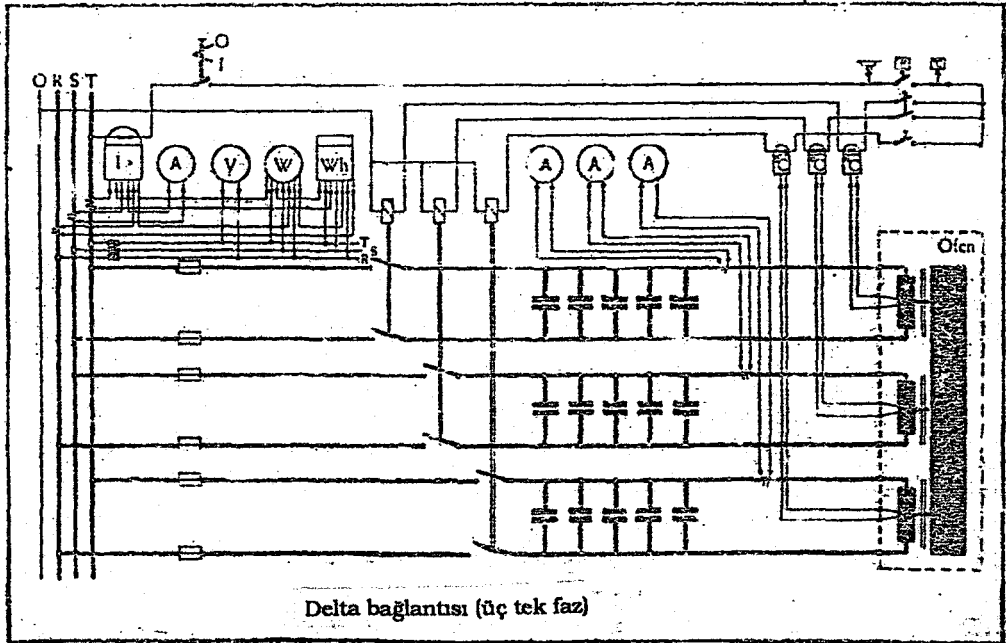 O
I
O R S T
I >
A
V
W
Wh
A
A
A
T
S
R
Ofen
Delta bağlantısı (üç tek faz)